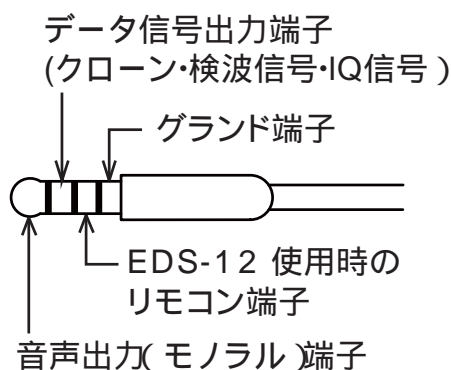 データ信号出力端子
(クローン・検波信号・IQ信号 )
グランド端子
EDS-12 使用時の
リモコン端子
音声出力( モノラル )端子